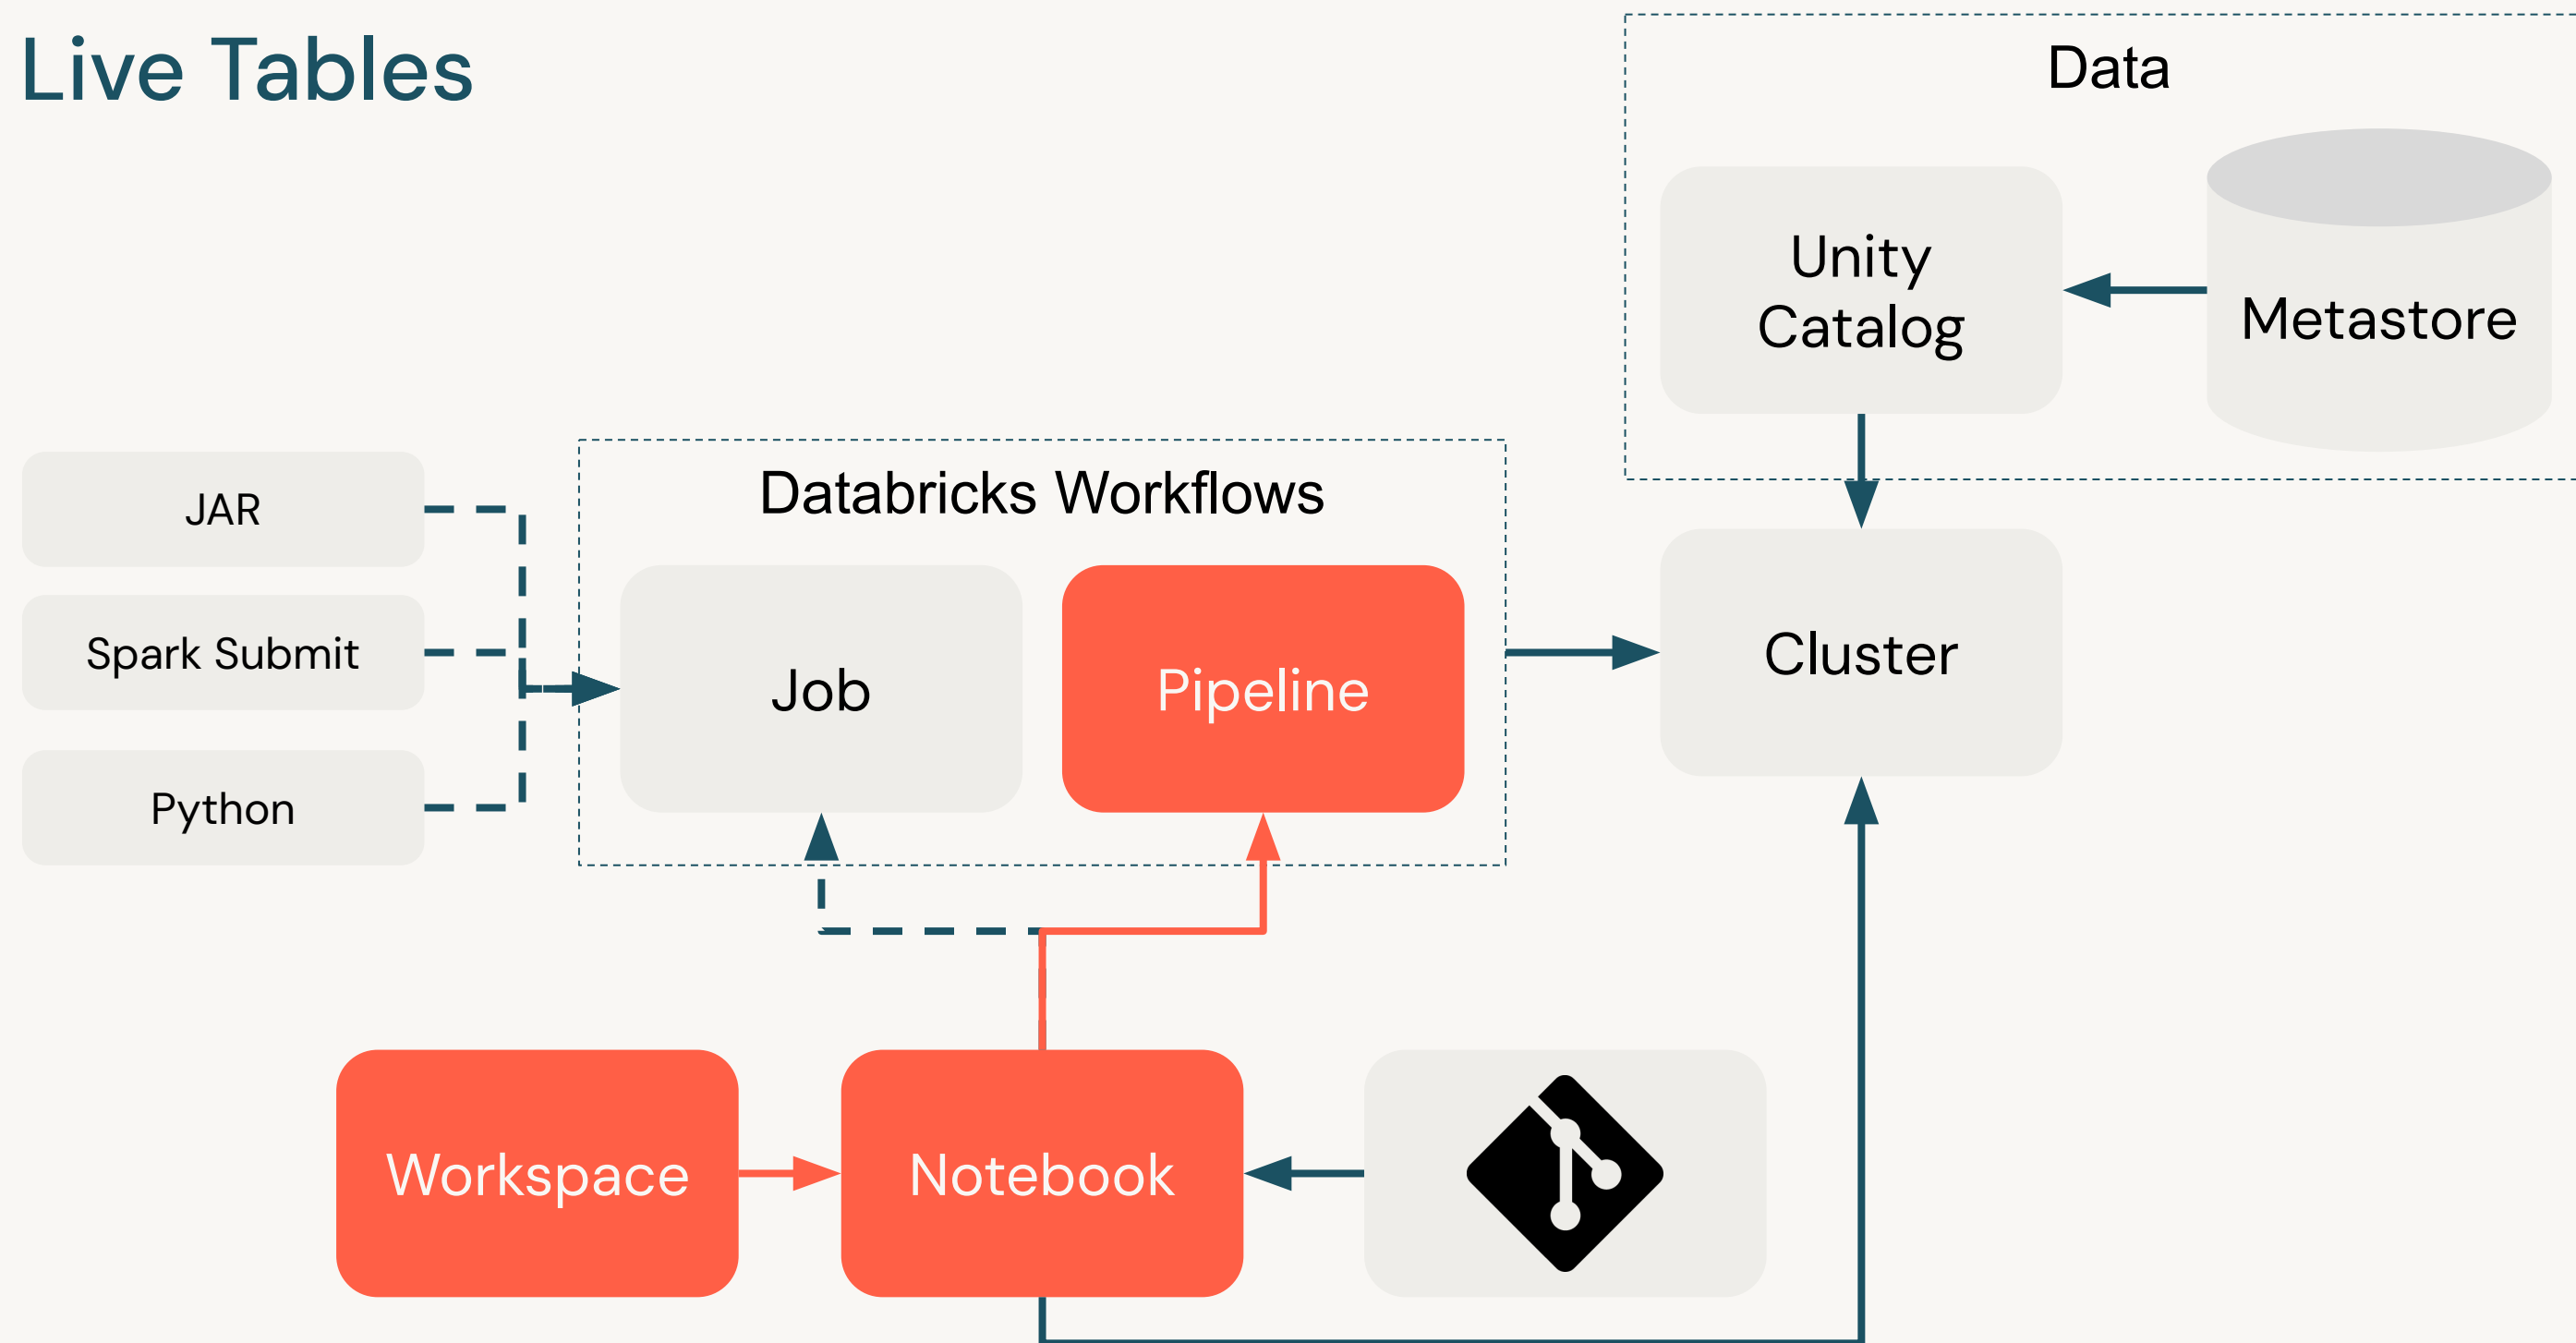 Live Tables
Data
Unity
Catalog
Metastore
Databricks Workflows
JAR
Spark Submit
Python
Job
Pipeline
Cluster
Workspace
Notebook